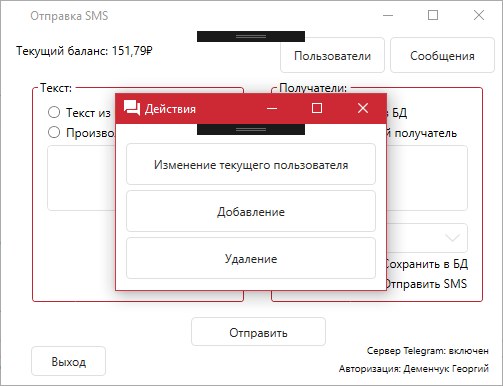 Отправка SMS
Текущий баланс: 151,79₽
Пользователи
Сообщения
Текст:
Получатели:
Текст из
в БД
Произво
й получатель
Действия
Изменение текущего пользователя
Добавление
Удаление
Сохранить в БД
Отправить SMS
Отправить
Выход
Сервер Telegram: включен
Авторизация: Деменчук Георгий